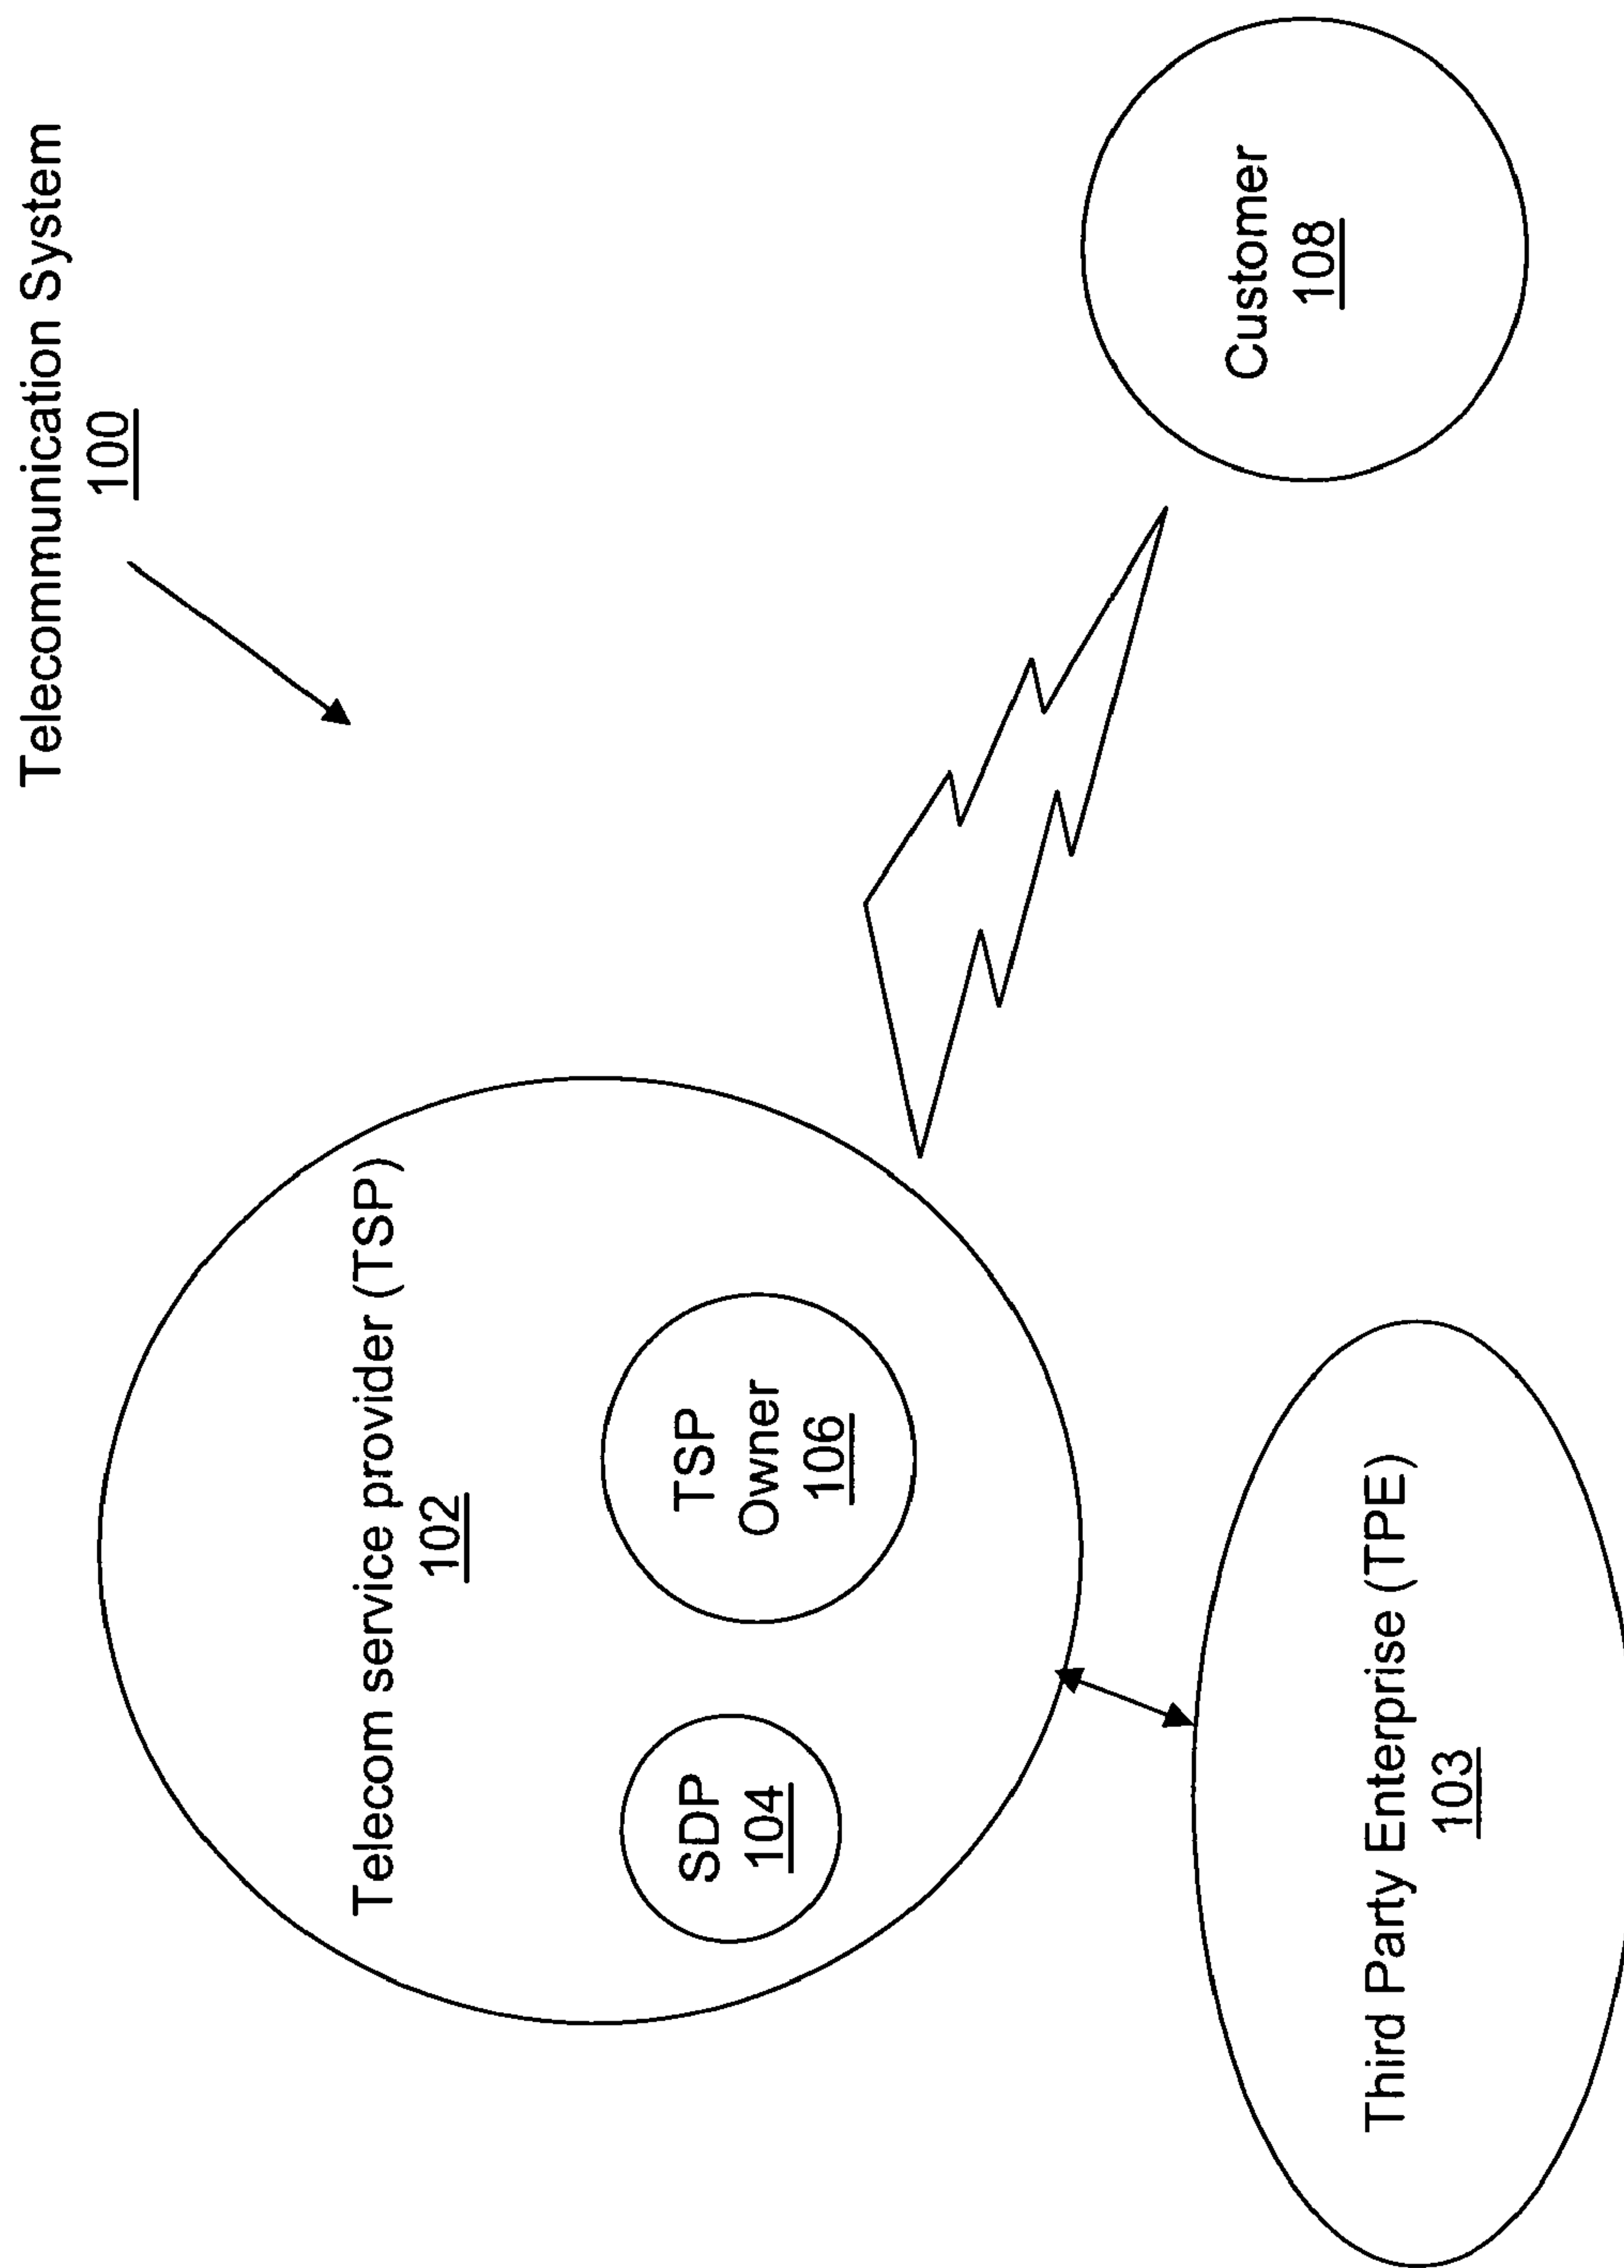 Telecommunication System
100
Telecom service provider (TSP)
102
SDP
104
TSP
Owner
106
Customer
108
Third Party Enterprise (TPE)
103